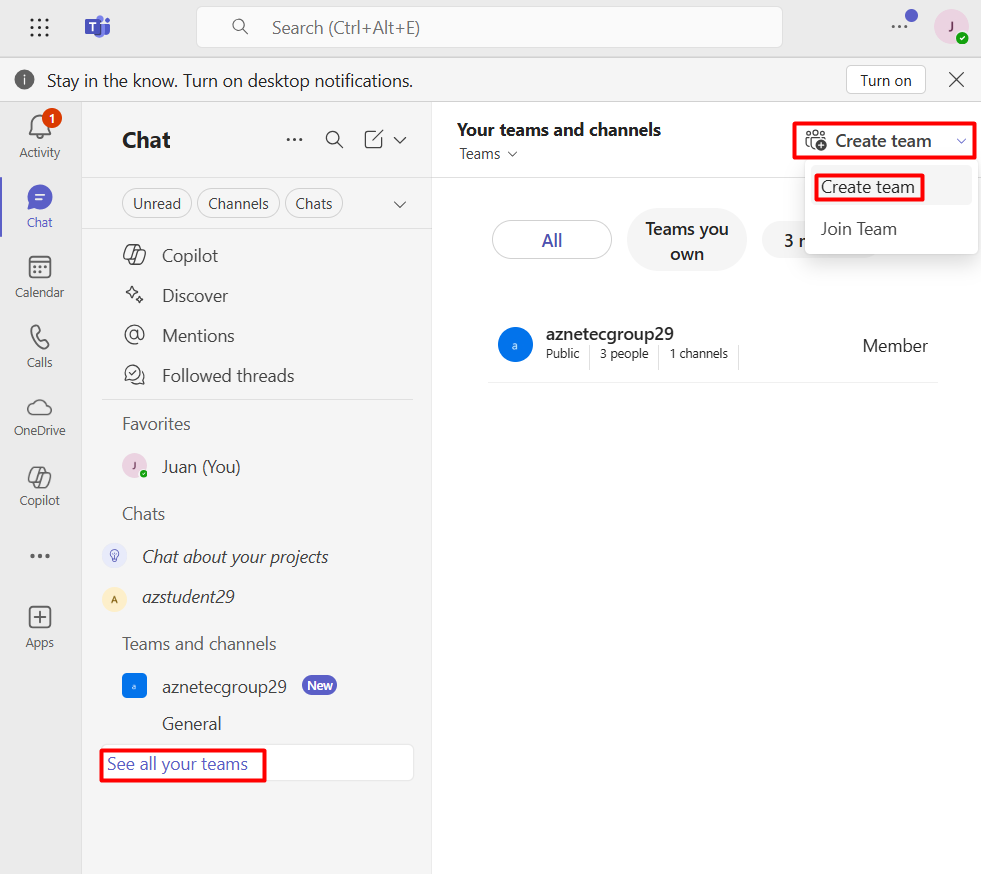 Search (Ctrl+Alt+E)
J
Stay in the know. Turn on desktop notifications.
Turn on
1
Activity
Chat
Calendar
Calls
OneDrive
Copilot
Apps
Chat
Unread
Channels
Chats
Copilot
Discover
Mentions
Followed threads
Favorites
J
Juan (You)
Chats
Chat about your projects
A
azstudent29
Teams and channels
a
aznetecgroup29
New
General
See all your teams
Your teams and channels
Teams
Create team
Create team
Join Team
All
Teams you
own
3
a
aznetecgroup29
Public
3 people
1 channels
Member